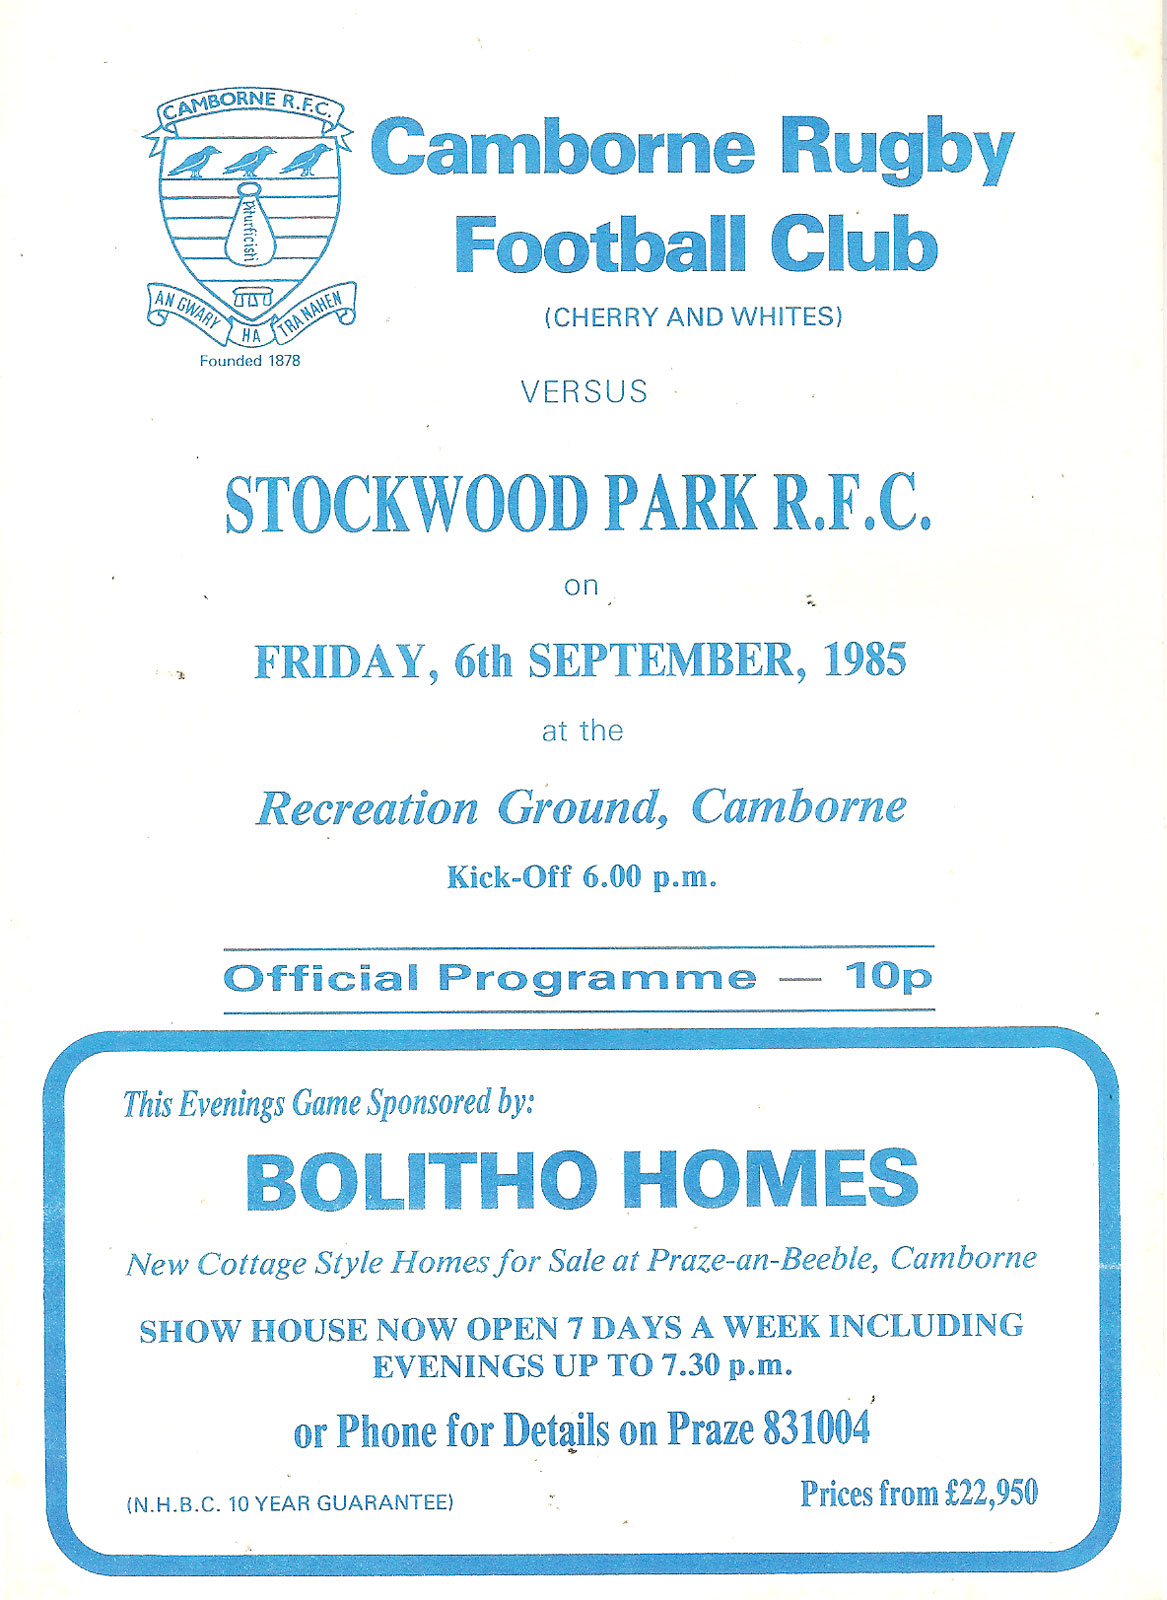 CAMBORNE R.F.C.
AN GWARY HA TRA NAHEN
Founded 1878
Camborne Rugby
Football Club
(CHERRY AND WHITES)
VERSUS
STOCKWOOD PARK R.F.C.
on
FRIDAY, 6th SEPTEMBER, 1985
at the
Recreation Ground, Camborne
Kick-Off 6.00 p.m.
Official Programme — 10p
This Evenings Game Sponsored by:
BOLITHO HOMES
New Cottage Style Homes for Sale at Praze-an-Beeble, Camborne
SHOW HOUSE NOW OPEN 7 DAYS A WEEK INCLUDING
EVENINGS UP TO 7.30 p.m.
or Phone for Details on Praze 831004
(N.H.B.C. 10 YEAR GUARANTEE)
Prices from £22,950